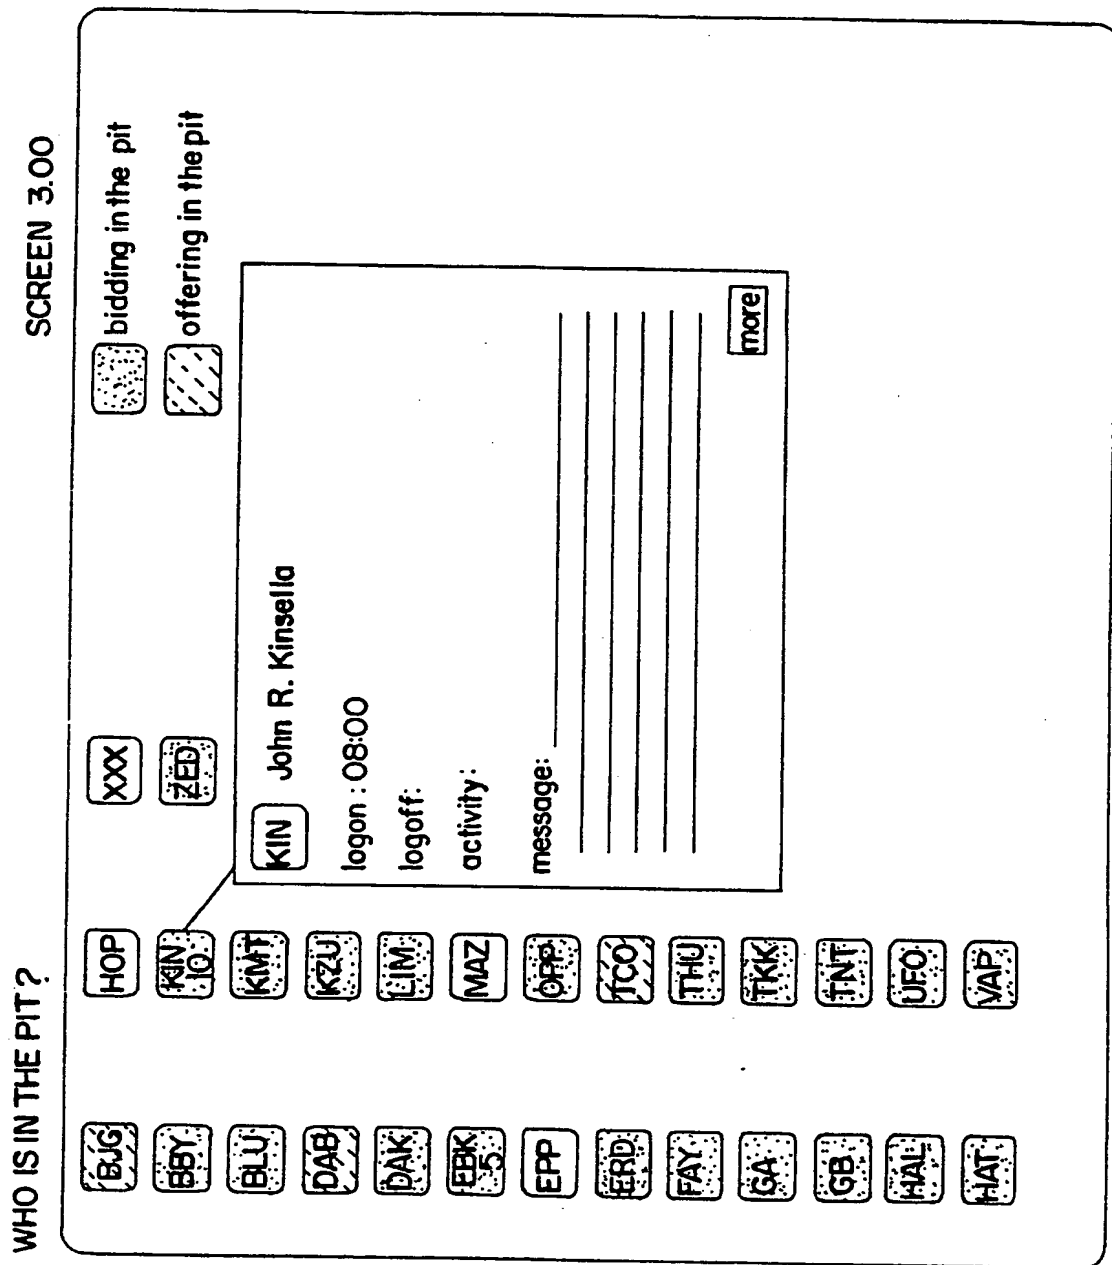 WHO IS IN THE PIT?
SCREEN 3.00
BJG
BBY
BLU
DAB
DAK
EBK
5
EPP
ERD
FAY
GA
GB
HAL
HAT
HOP
KIN
10
KMT
KZU
LIM
MAZ
OPP
TCO
THU
TKK
TNT
UFO
VAP
XXX
ZED
bidding in the pit
offering in the pit
KIN John R. Kinsella
logon : 08:00
logoff:
activity:
message:
more